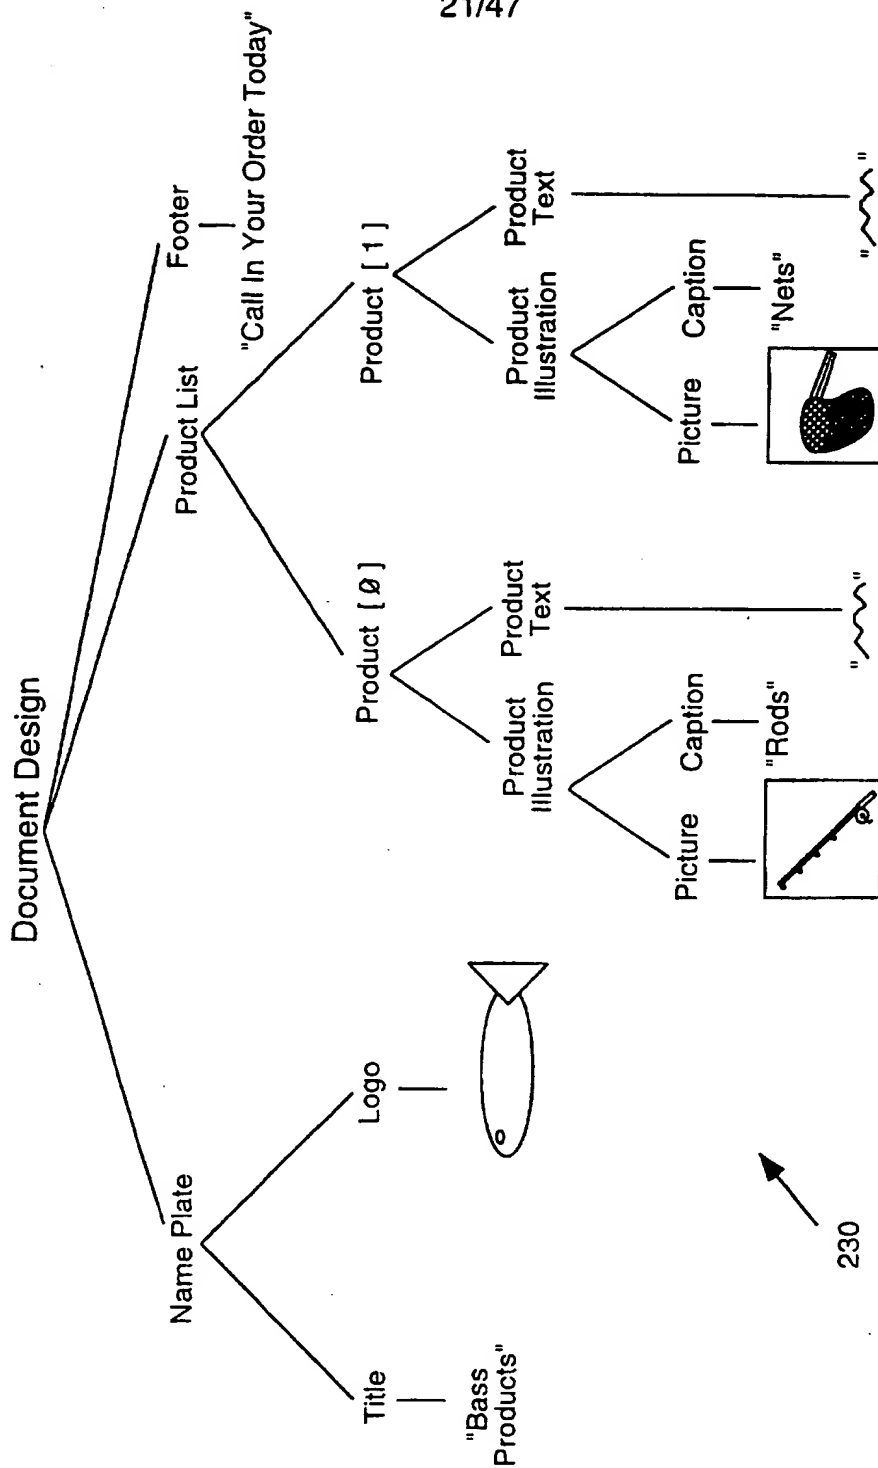 21/47
Document Design
Name Plate
Product List
Footer
"Call In Your Order Today"
Title
Logo
Product [0]
Product [1]
"Bass
Products"
Product
Illustration
Product
Text
Product
Illustration
Product
Text
Picture
Caption
Picture
Caption
"Rods"
"Nets"
" "
" "
230